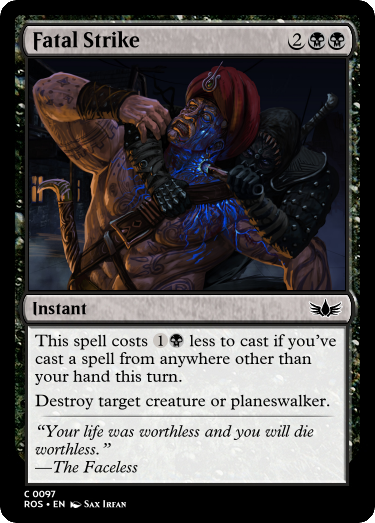 Fatal Strike 2
Instant
This spell costs 1 less to cast if you've
cast a spell from anywhere other than
your hand this turn.
Destroy target creature or planeswalker.
“Your life was worthless and you will die
worthless.”
—The Faceless
C 0097
ROS • EN Sax Irfan